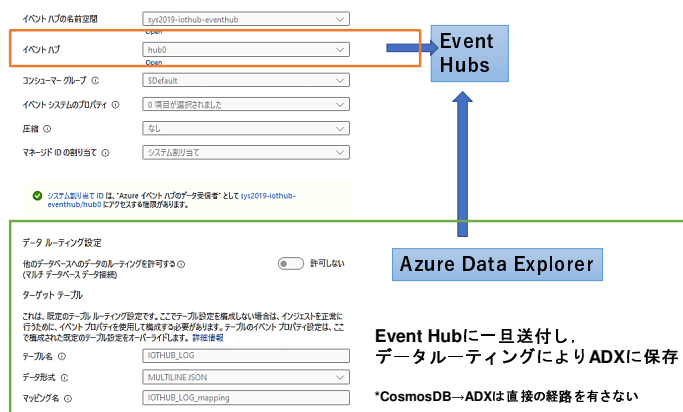 イベント ハブの名前空間
sys2019-iothub-eventhub
Open
イベント ハブ
hub0
Open
コンシューマー グループ
$Default
イベント システムのプロパティ
0 項目が選択されました
圧縮
なし
マネージド ID の割り当て
システム割り当て
システム割り当て ID は、"Azure イベント ハブのデータ受信者" として sys2019-iothub-
eventhub/hub0 にアクセスする権限があります。
Event
Hubs
データ ルーティング設定
他のデータベースへのデータのルーティングを許可する
(マルチ データベース データ接続)
許可しない
Azure Data Explorer
ターゲット テーブル
これは、既定のテーブル ルーティング設定です。ここでテーブル設定を構成しない場合は、インジェストを正常に
行うために、イベント プロパティを使用して構成する必要があります。テーブルのイベント プロパティ設定は、ここ
で構成された既定のテーブル設定をオーバーライドします。 詳細情報
テーブル名
IOTHUB_LOG
データ形式
MULTILINE JSON
マッピング名
IOTHUB_LOG_mapping
Event Hubに一旦送付し,
データルーティングによりADXに保存
*CosmosDB→ADXは直接の経路を有さない